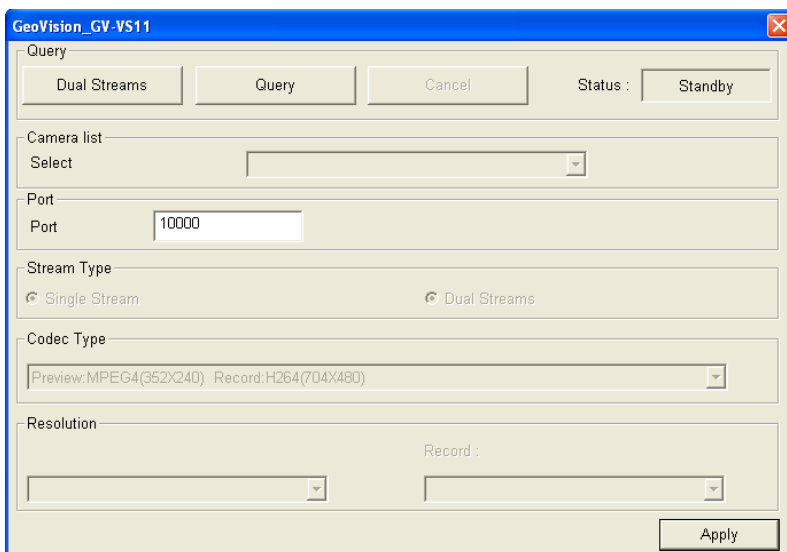 GeoVision_GV-VS11
Query
Dual Streams Query Cancel Status : Standby
Camera list
Select
Port
Port 10000
Stream Type
Single Stream Dual Streams
Codec Type
Preview:MPEG4(352X240) Record:H264(704X480)
Resolution
Record :
Apply